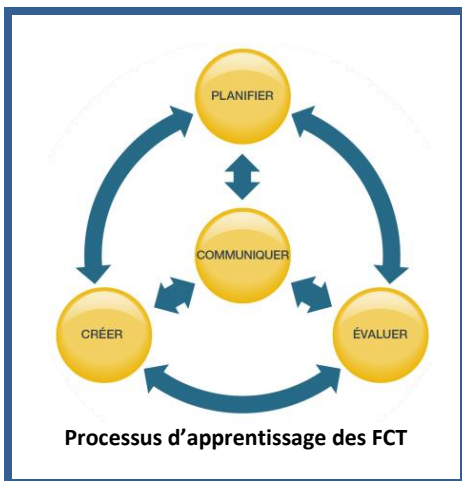 PLANIFIER
COMMUNIQUER
CRÉER
ÉVALUER
Processus d’apprentissage des FCT